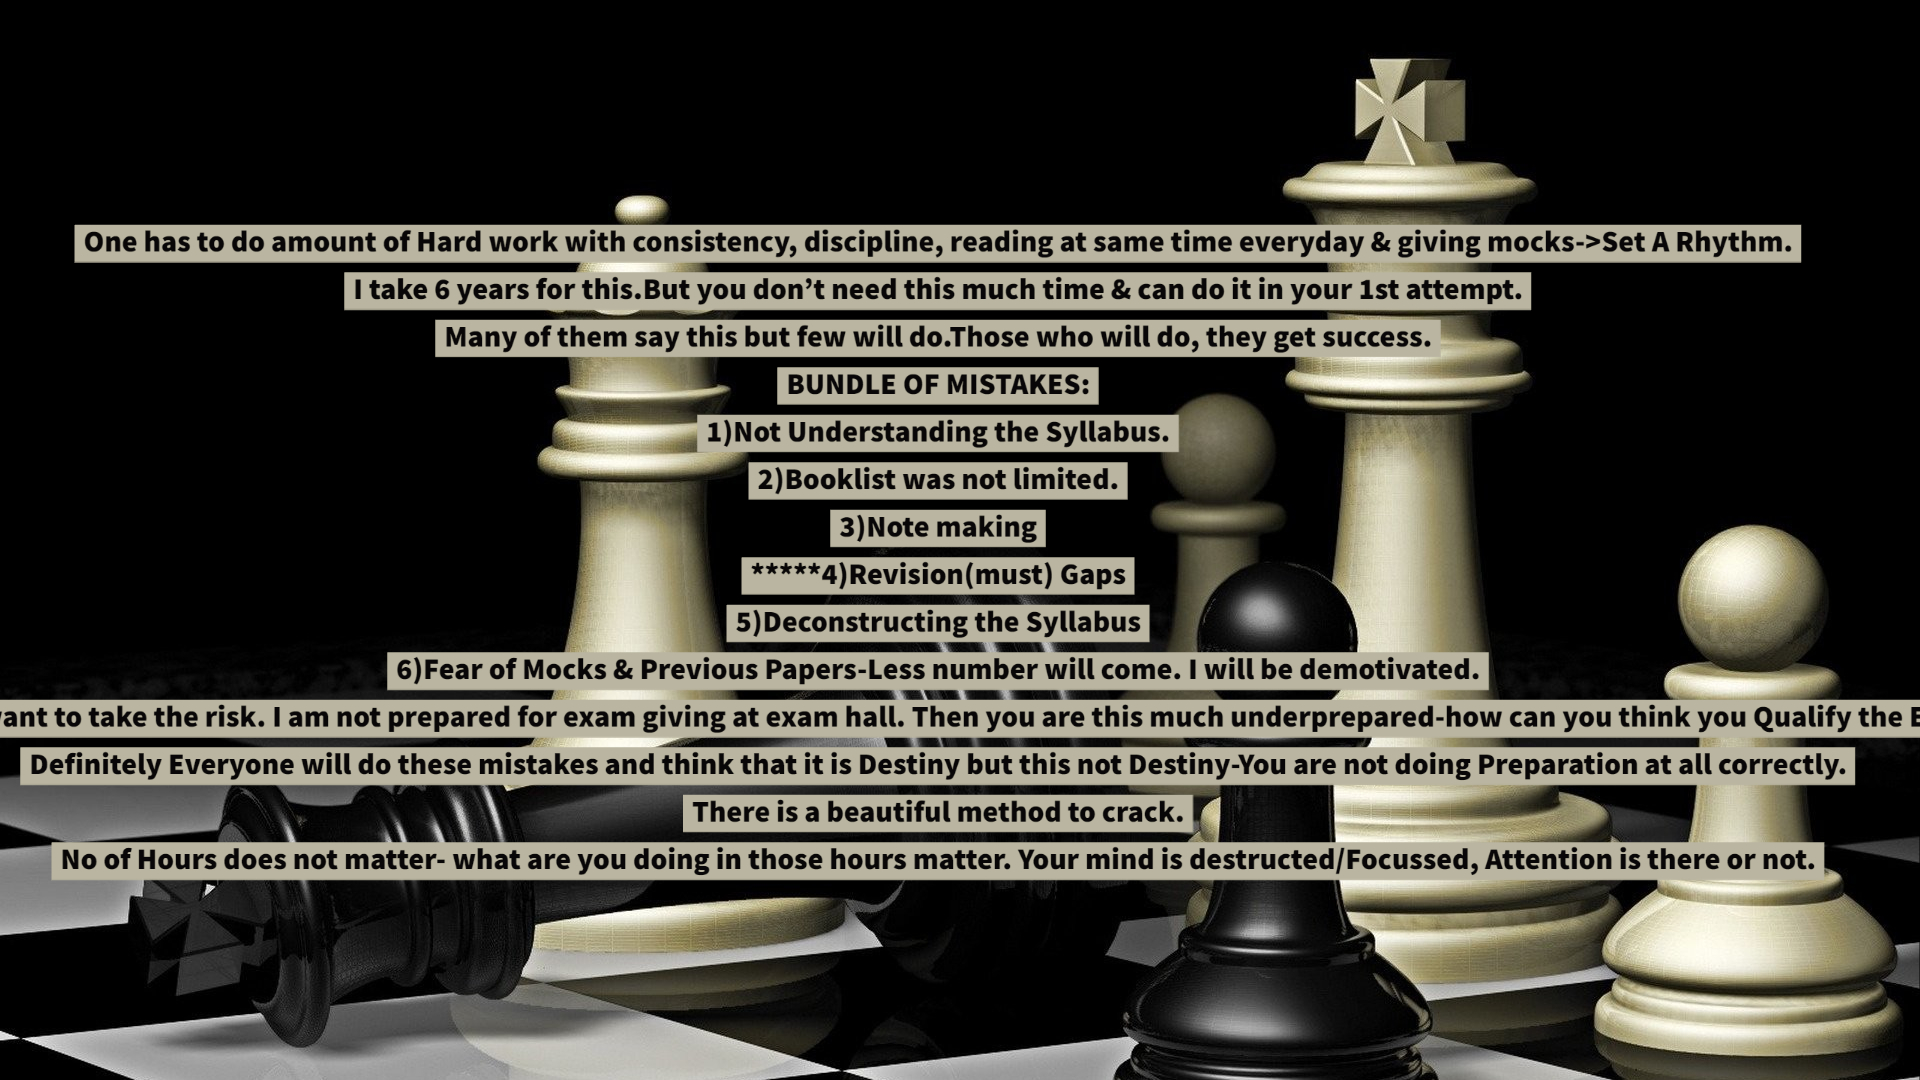 One has to do amount of Hard work with consistency, discipline, reading at same time everyday & giving mocks->Set A Rhythm.
I take 6 years for this.But you don’t need this much time & can do it in your 1st attempt.
Many of them say this but few will do.Those who will do, they get success.
BUNDLE OF MISTAKES:
1)Not Understanding the Syllabus.
2)Booklist was not limited.
3)Note making
*****4)Revision(must) Gaps
5)Deconstructing the Syllabus
6)Fear of Mocks & Previous Papers-Less number will come. I will be demotivated.
to take the risk. I am not prepared for exam giving at exam hall. Then you are this much underprepared-how can you think you Qualify the
Definitely Everyone will do these mistakes and think that it is Destiny but this not Destiny-You are not doing Preparation at all correctly.
There is a beautiful method to crack.
No of Hours does not matter- what are you doing in those hours matter. Your mind is destructed/Focussed, Attention is there or not.